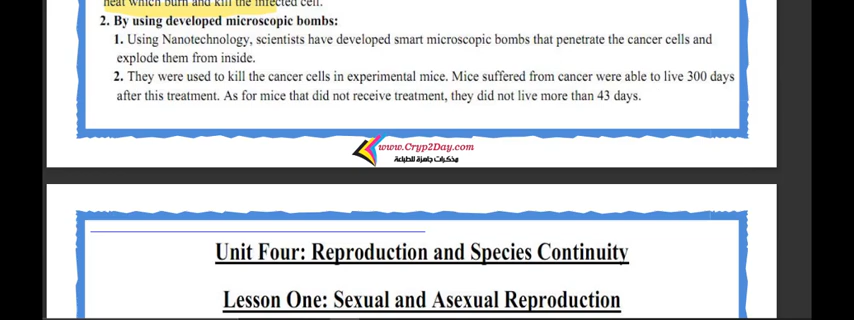 heat which burn and kill the infected cell.
2. By using developed microscopic bombs:
1. Using Nanotechnology, scientists have developed smart microscopic bombs that penetrate the cancer cells and
explode them from inside.
2. They were used to kill the cancer cells in experimental mice. Mice suffered from cancer were able to live 300 days
after this treatment. As for mice that did not receive treatment, they did not live more than 43 days.
www.Cryp2Day.com
مذكرات جاهزة للطباعة
Unit Four: Reproduction and Species Continuity
Lesson One: Sexual and Asexual Reproduction